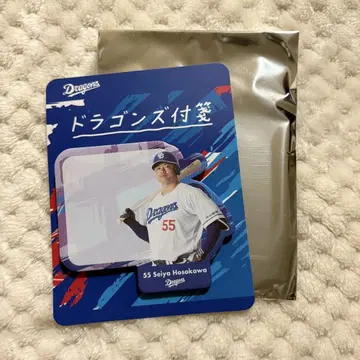 Dragons
ドラゴンズ付箋
Dragons
55
55 Seiya Hosokawa
Dragons